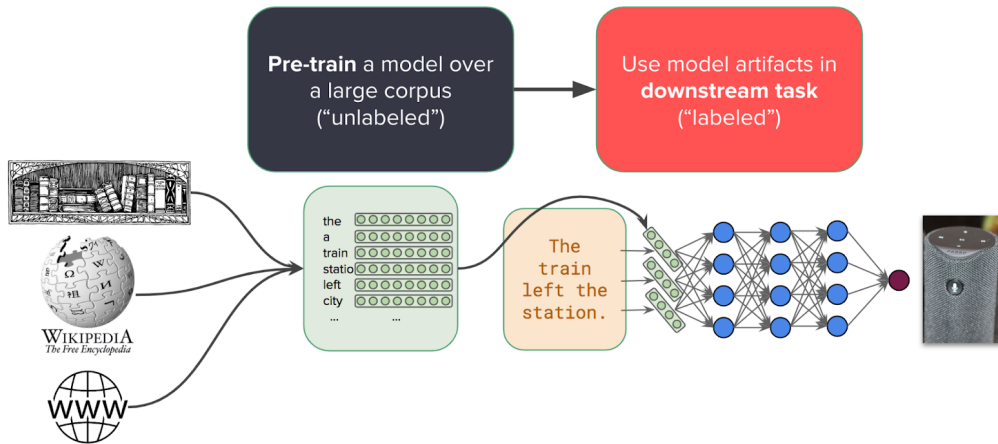 Pre-train a model over
a large corpus
(“unlabeled”)
Use model artifacts in
downstream task
(“labeled”)
the
a
train
statio
left
city
... ...
The
train
left the
station.
WIKIPEDIA
The Free Encyclopedia
WWW